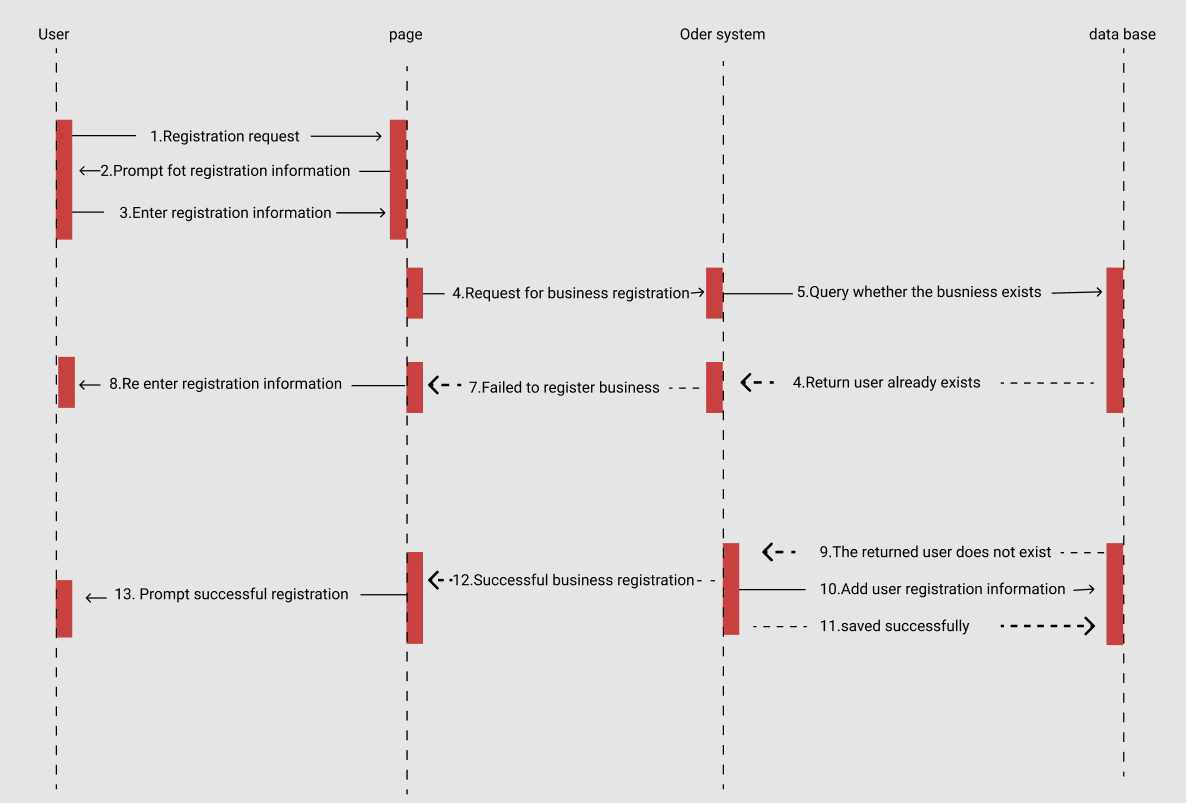 User
page
Oder system
data base
1.Registration request
2.Prompt fot registration information
3.Enter registration information
4.Request for business registration
5.Query whether the busniess exists
8.Re enter registration information
7.Failed to register business
4.Return user already exists
9.The returned user does not exist
12.Successful business registration
10.Add user registration information
13. Prompt successful registration
11.saved successfully